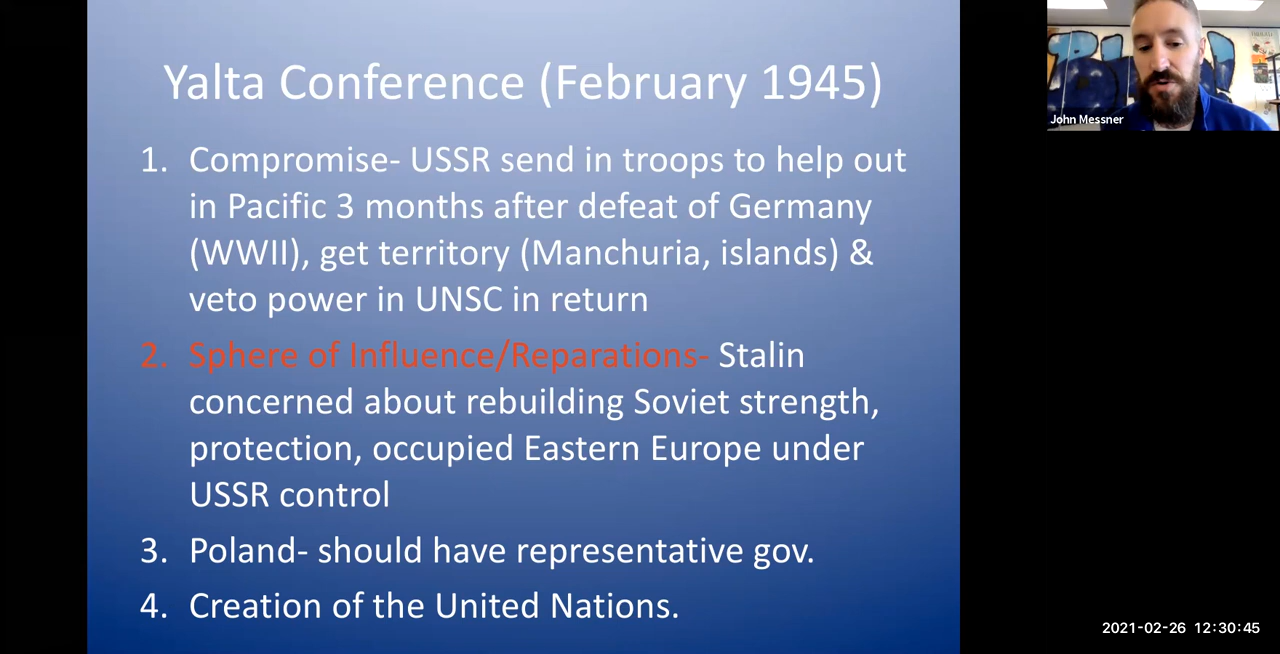 Yalta Conference (February 1945)
1. Compromise- USSR send in troops to help out
in Pacific 3 months after defeat of Germany
(WWII), get territory (Manchuria, islands) &
veto power in UNSC in return
2. Sphere of Influence/Reparations- Stalin
concerned about rebuilding Soviet strength,
protection, occupied Eastern Europe under
USSR control
3. Poland- should have representative gov.
4. Creation of the United Nations.
John Messner
2021-02-26 12:30:45